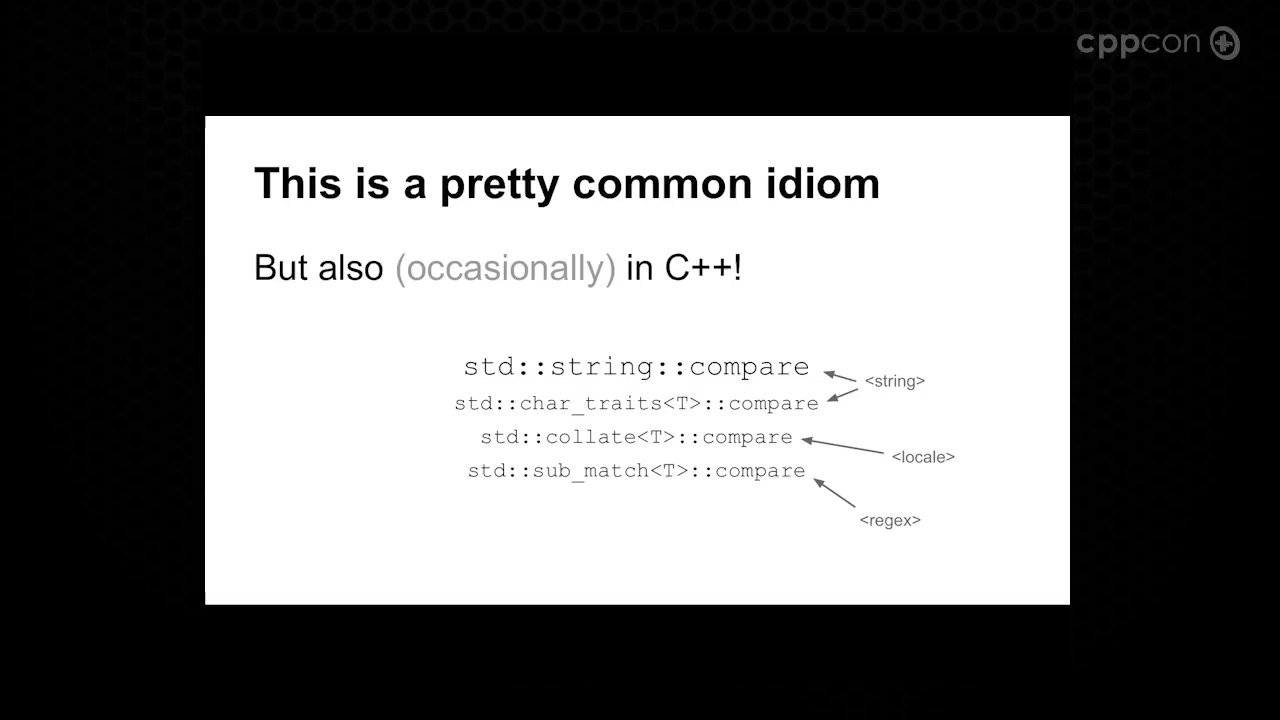 cppcon
This is a pretty common idiom
But also (occasionally) in C++!
std::string::compare
<string>
std::char_traits<T>::compare
std::collate<T>::compare
<locale>
std::sub_match<T>::compare
<regex>